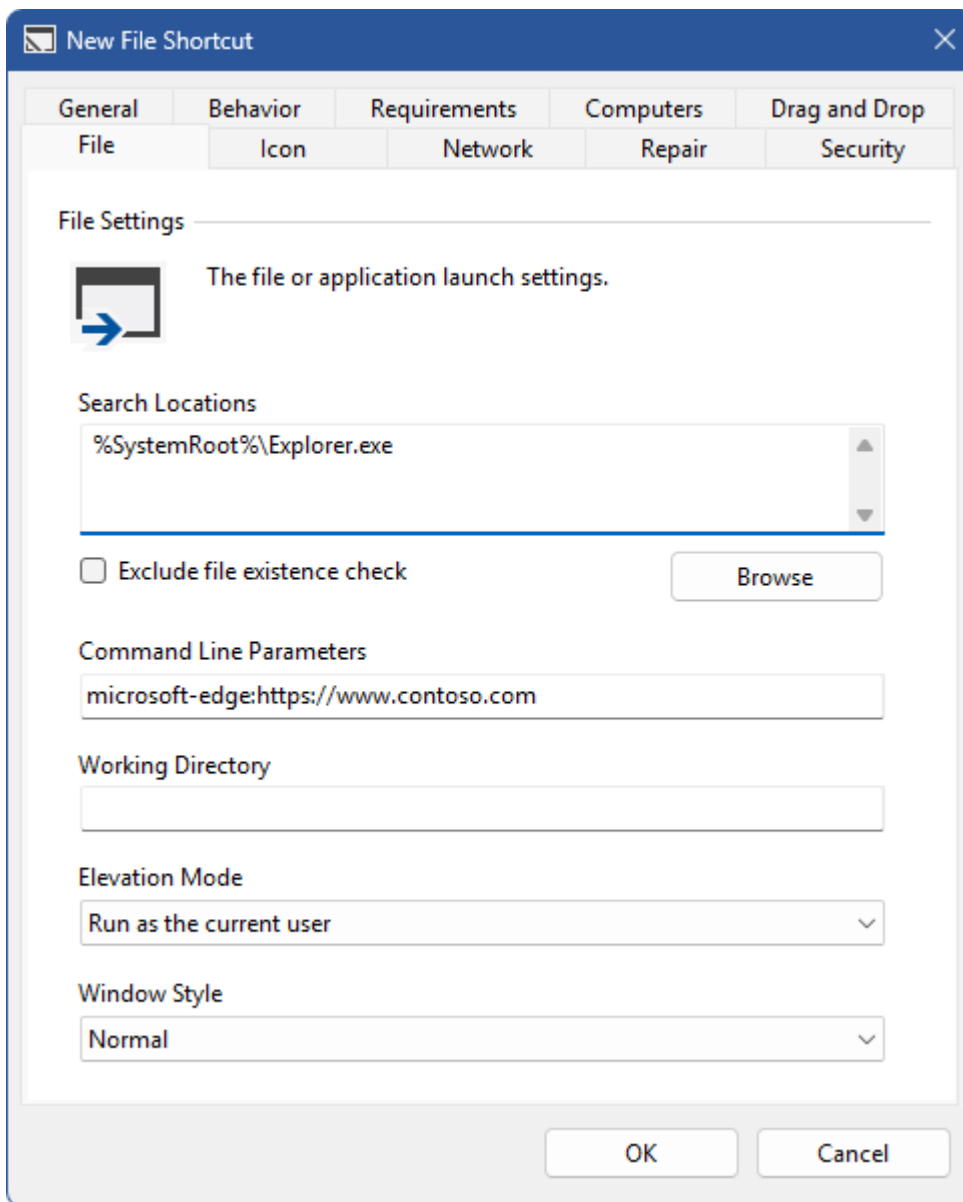 New File Shortcut
General Behavior Requirements Computers Drag and Drop
File Icon Network Repair Security
File Settings
The file or application launch settings.
Search Locations
%SystemRoot%\Explorer.exe
Exclude file existence check
Browse
Command Line Parameters
microsoft-edge:https://www.contoso.com
Working Directory
Elevation Mode
Run as the current user
Window Style
Normal
OK Cancel